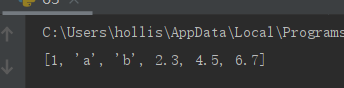 C:\Users\hollis\AppData\Local\Programs
[1, 'a', 'b', 2.3, 4.5, 6.7]